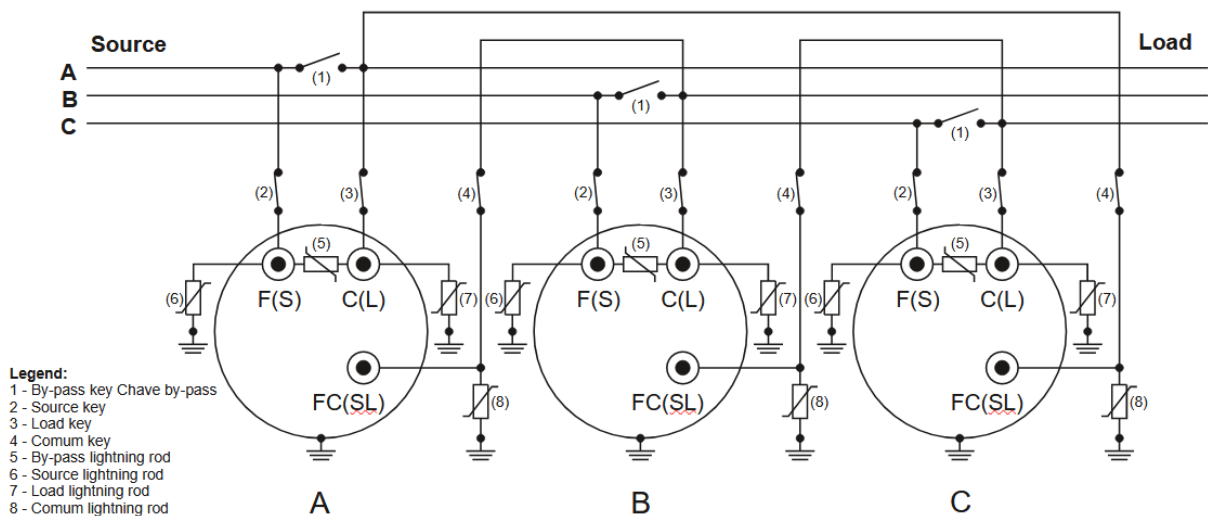 Source
Load
A
(1)
B
(1)
C
(1)
(2)
(3)
(4)
(2)
(3)
(4)
(2)
(3)
(4)
(5)
(5)
(5)
F(S)
C(L)
F(S)
C(L)
F(S)
C(L)
(6)
(7)
(6)
(7)
(6)
(7)
FC(SL)
FC(SL)
FC(SL)
(8)
(8)
(8)
Legend:
1 - By-pass key Chave by-pass
2 - Source key
3 - Load key
4 - Comum key
5 - By-pass lightning rod
6 - Source lightning rod
7 - Load lightning rod
8 - Comum lightning rod
A
B
C